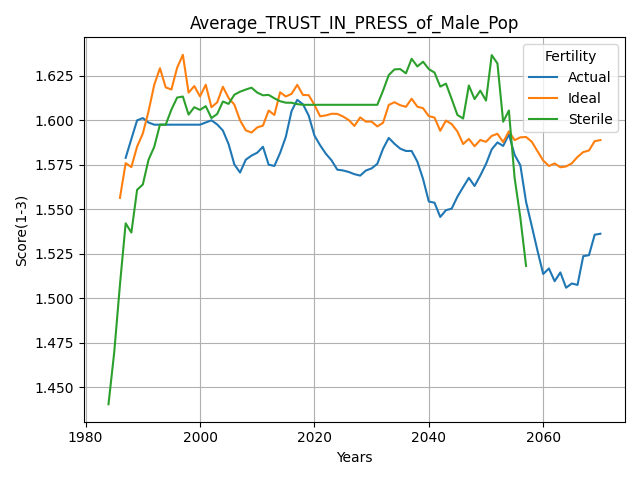 Average_TRUST_IN_PRESS_of_Male_Pop
Fertility
Actual
Ideal
Sterile
Score(1-3)
1.625
1.600
1.575
1.550
1.525
1.500
1.475
1.450
1980
2000
2020
2040
2060
Years